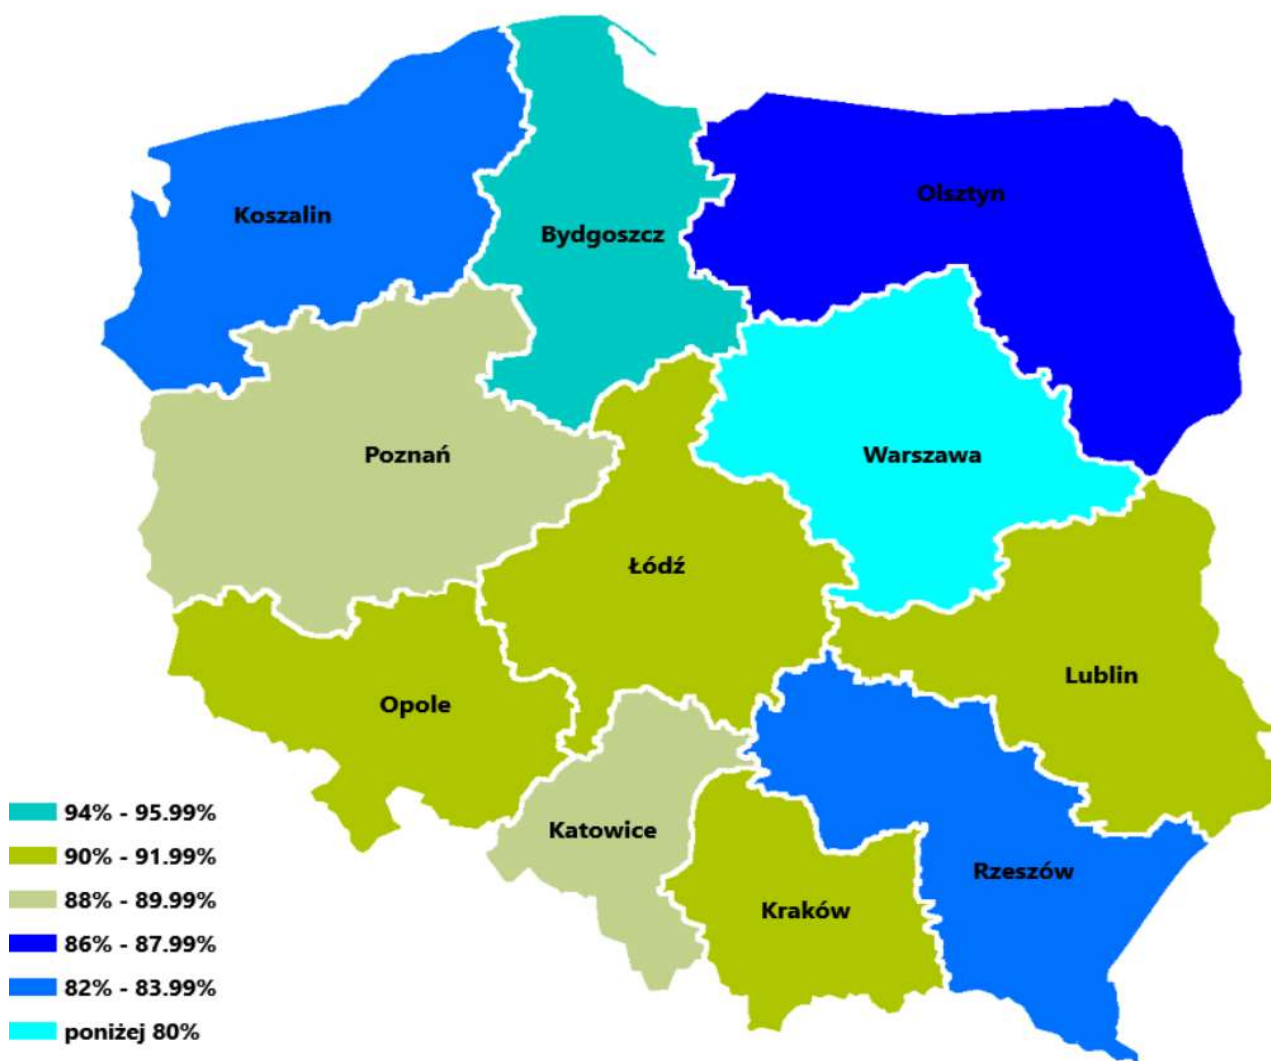 Olsztyn
Koszalin
Bydgoszcz
Poznań
Warszawa
Łódź
Lublin
Opole
Katowice
Rzeszów
Kraków
94% - 95.99%
90% - 91.99%
88% - 89.99%
86% - 87.99%
82% - 83.99%
poniżej 80%